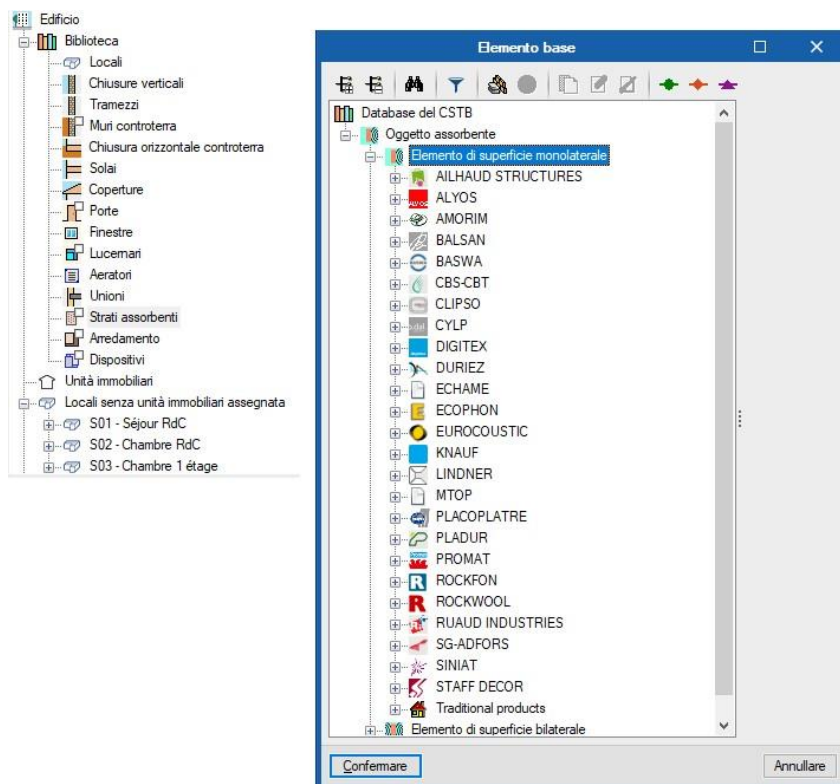 Edificio
Biblioteca
Locali
Chiusure verticali
Tramezzi
Muri controterra
Chiusura orizzontale controterra
Solai
Coperture
Porte
Finestre
Lucernari
Aeratori
Unioni
Strati assorbenti
Arredamento
Dispositivi
Unità immobiliari
Locali senza unità immobiliari assegnata
S01 - Séjour RdC
S02 - Chambre RdC
S03 - Chambre 1 étage
Elemento base
Database del CSTB
Oggetto assorbente
Elemento di superficie monolaterale
AILHAUD STRUCTURES
ALYOS
AMORIM
BALSAN
BASWA
CBS-CBT
CLIPSO
CYLP
DIGITEX
DURIEZ
ECHAME
ECOPHON
EUROCOUSTIC
KNAUF
LINDNER
MTOP
PLACOPLATRE
PLADUR
PROMAT
ROCKFON
ROCKWOOL
RUAUD INDUSTRIES
SG-ADFORS
SINIAT
STAFF DECOR
Traditional products
Elemento di superficie bilaterale
Confermare
Annullare